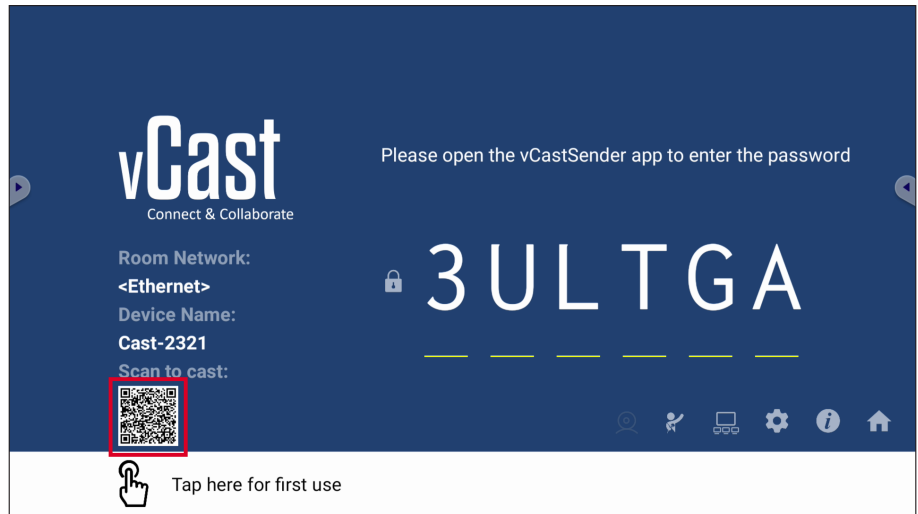 vCast
Connect & Collaborate
Please open the vCastSender app to enter the password
Room Network:
<Ethernet>
Device Name:
Cast-2321
Scan to cast:
3ULTGA
Tap here for first use